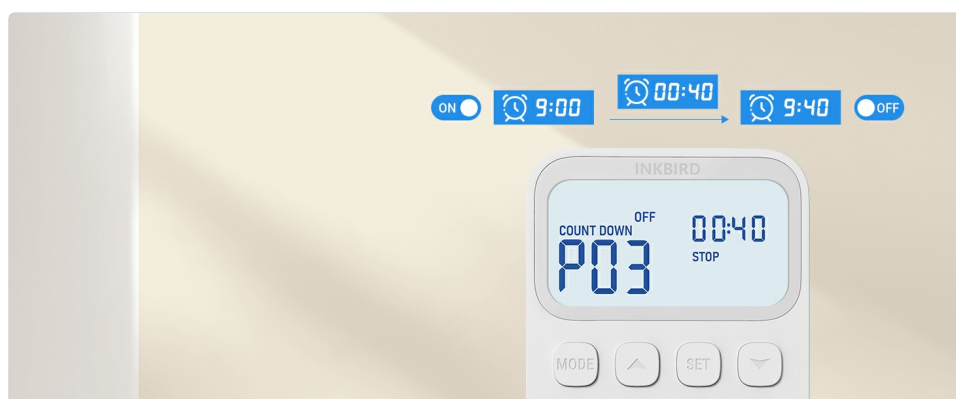 ON 9:00 00:40 9:40 OFF
INKBIRD
OFF
COUNT DOWN 00:40
P03 STOP
MODE SET